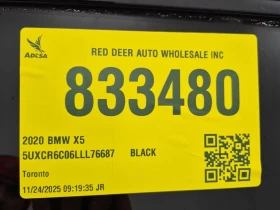 ADESA
RED DEER AUTO WHOLESALE INC
833480
2020 BMW X5
5UXCR6C06LLL76687 BLACK
Toronto
11/24/2025 09:19:35 JR